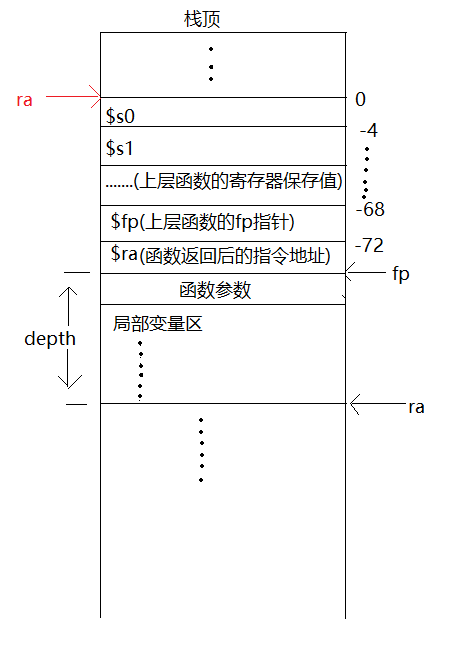 栈顶
ra
0
$s0
-4
$s1
.......(上层函数的寄存器保存值)
-68
$fp(上层函数的fp指针)
-72
$ra(函数返回后的指令地址)
fp
函数参数
局部变量区
depth
ra